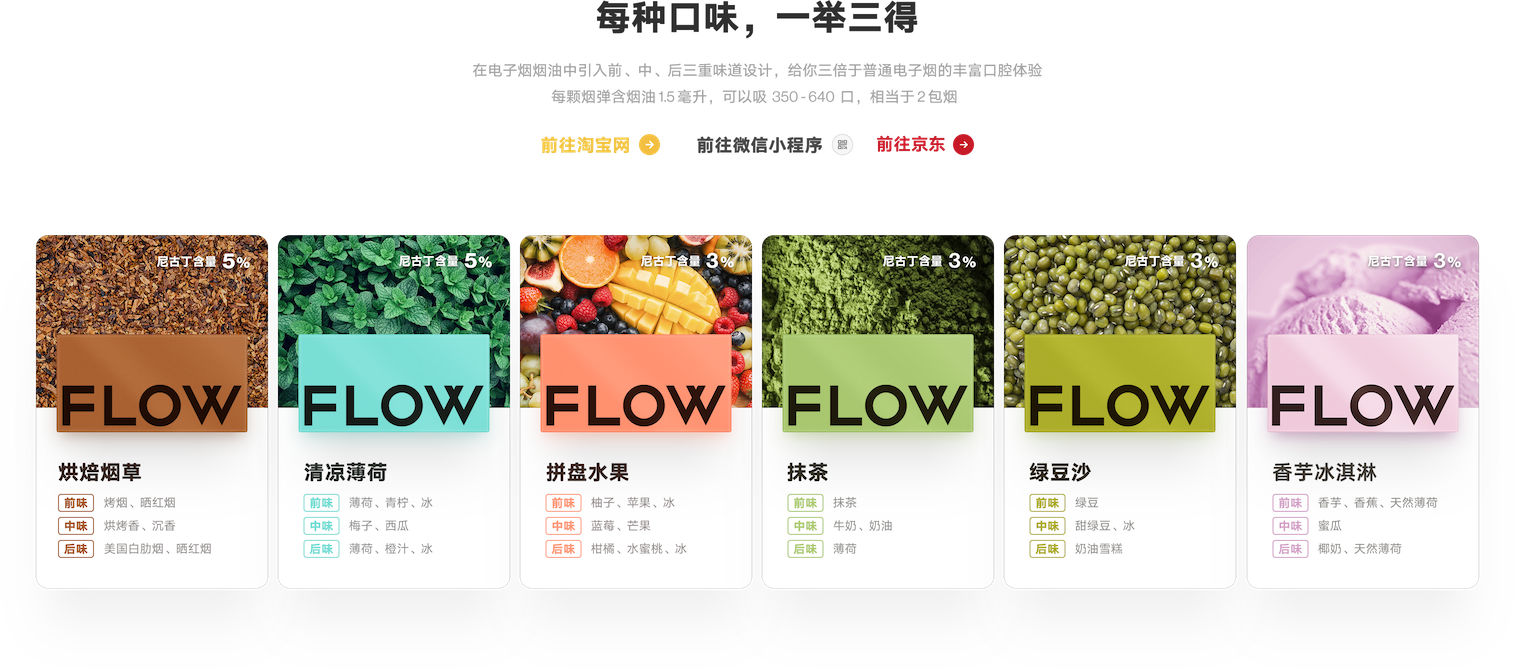 每种口味，一举三得
在电子烟烟油中引入前、中、后三重味道设计，给你三倍于普通电子烟的丰富口腔体验
每颗烟弹含烟油 1.5 毫升，可以吸 350-640 口，相当于 2 包烟
前往淘宝网
前往微信小程序
前往京东
尼古丁含量 5%
FLOW
烘焙烟草
前味 烤烟、晒红烟
中味 烘烤香、沉香
后味 美国白肋烟、晒红烟
尼古丁含量 5%
FLOW
清凉薄荷
前味 薄荷、青柠、冰
中味 梅子、西瓜
后味 薄荷、橙汁、冰
尼古丁含量 3%
FLOW
拼盘水果
前味 柚子、苹果、冰
中味 蓝莓、芒果
后味 柑橘、水蜜桃、冰
尼古丁含量 3%
FLOW
抹茶
前味 抹茶
中味 牛奶、奶油
后味 薄荷
尼古丁含量 3%
FLOW
绿豆沙
前味 绿豆
中味 甜绿豆、冰
后味 奶油雪糕
尼古丁含量 3%
FLOW
香芋冰淇淋
前味 香芋、香蕉、天然薄荷
中味 蜜瓜
后味 椰奶、天然薄荷